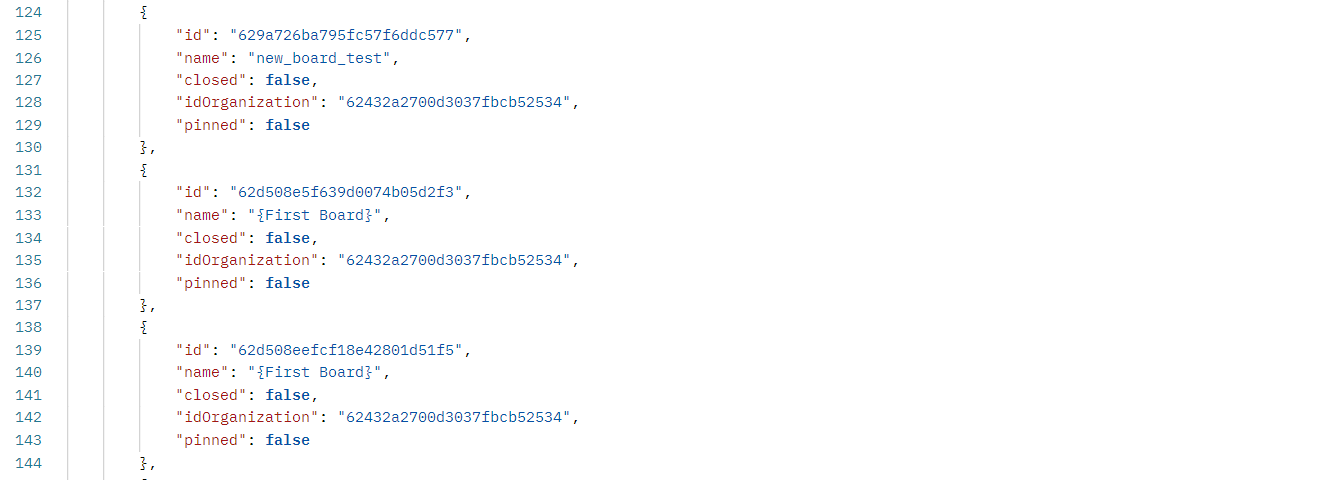 124 {
125 "id": "629a726ba795fc57f6ddc577",
126 "name": "new_board_test",
127 "closed": false,
128 "idOrganization": "62432a2700d3037fbcb52534",
129 "pinned": false
130 },
131 {
132 "id": "62d508e5f639d0074b05d2f3",
133 "name": "{First Board}",
134 "closed": false,
135 "idOrganization": "62432a2700d3037fbcb52534",
136 "pinned": false
137 },
138 {
139 "id": "62d508eefcf18e42801d51f5",
140 "name": "{First Board}",
141 "closed": false,
142 "idOrganization": "62432a2700d3037fbcb52534",
143 "pinned": false
144 },